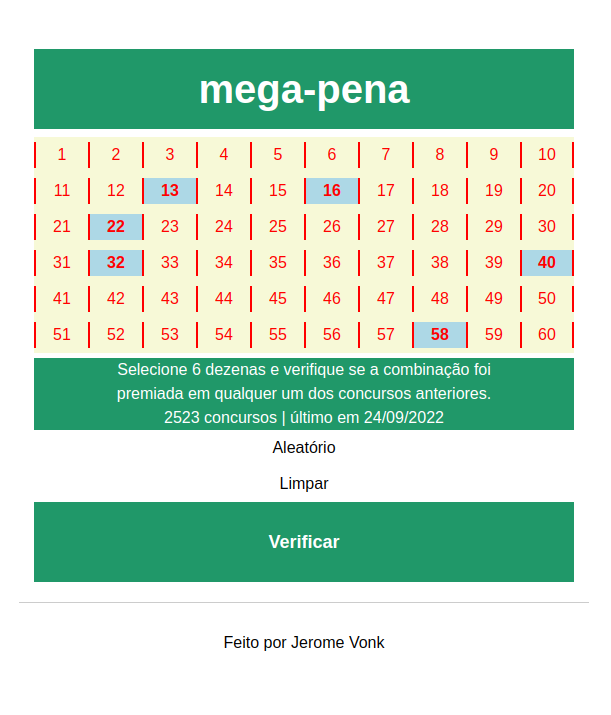 mega-pena
1 2 3 4 5 6 7 8 9 10
11 12 13 14 15 16 17 18 19 20
21 22 23 24 25 26 27 28 29 30
31 32 33 34 35 36 37 38 39 40
41 42 43 44 45 46 47 48 49 50
51 52 53 54 55 56 57 58 59 60
Selecione 6 dezenas e verifique se a combinação foi
premiada em qualquer um dos concursos anteriores.
2523 concursos | último em 24/09/2022
Aleatório
Limpar
Verificar
Feito por Jerome Vonk